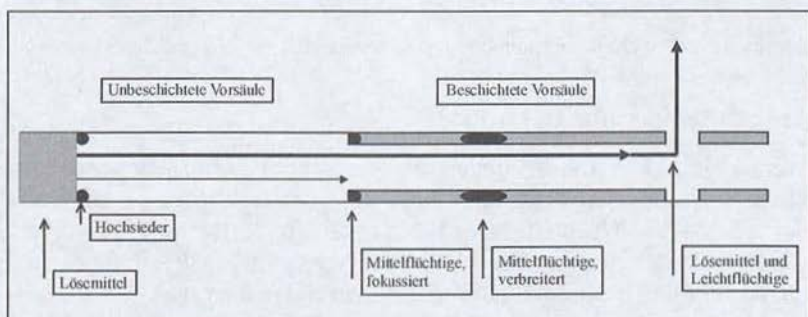 Unbeschichtete Vorsäule
Beschichtete Vorsäule
Hochsieder
Lösemittel
Mittelflüchtige,
fokussiert
Mittelflüchtige,
verbreitert
Lösemittel und
Leichtflüchtige